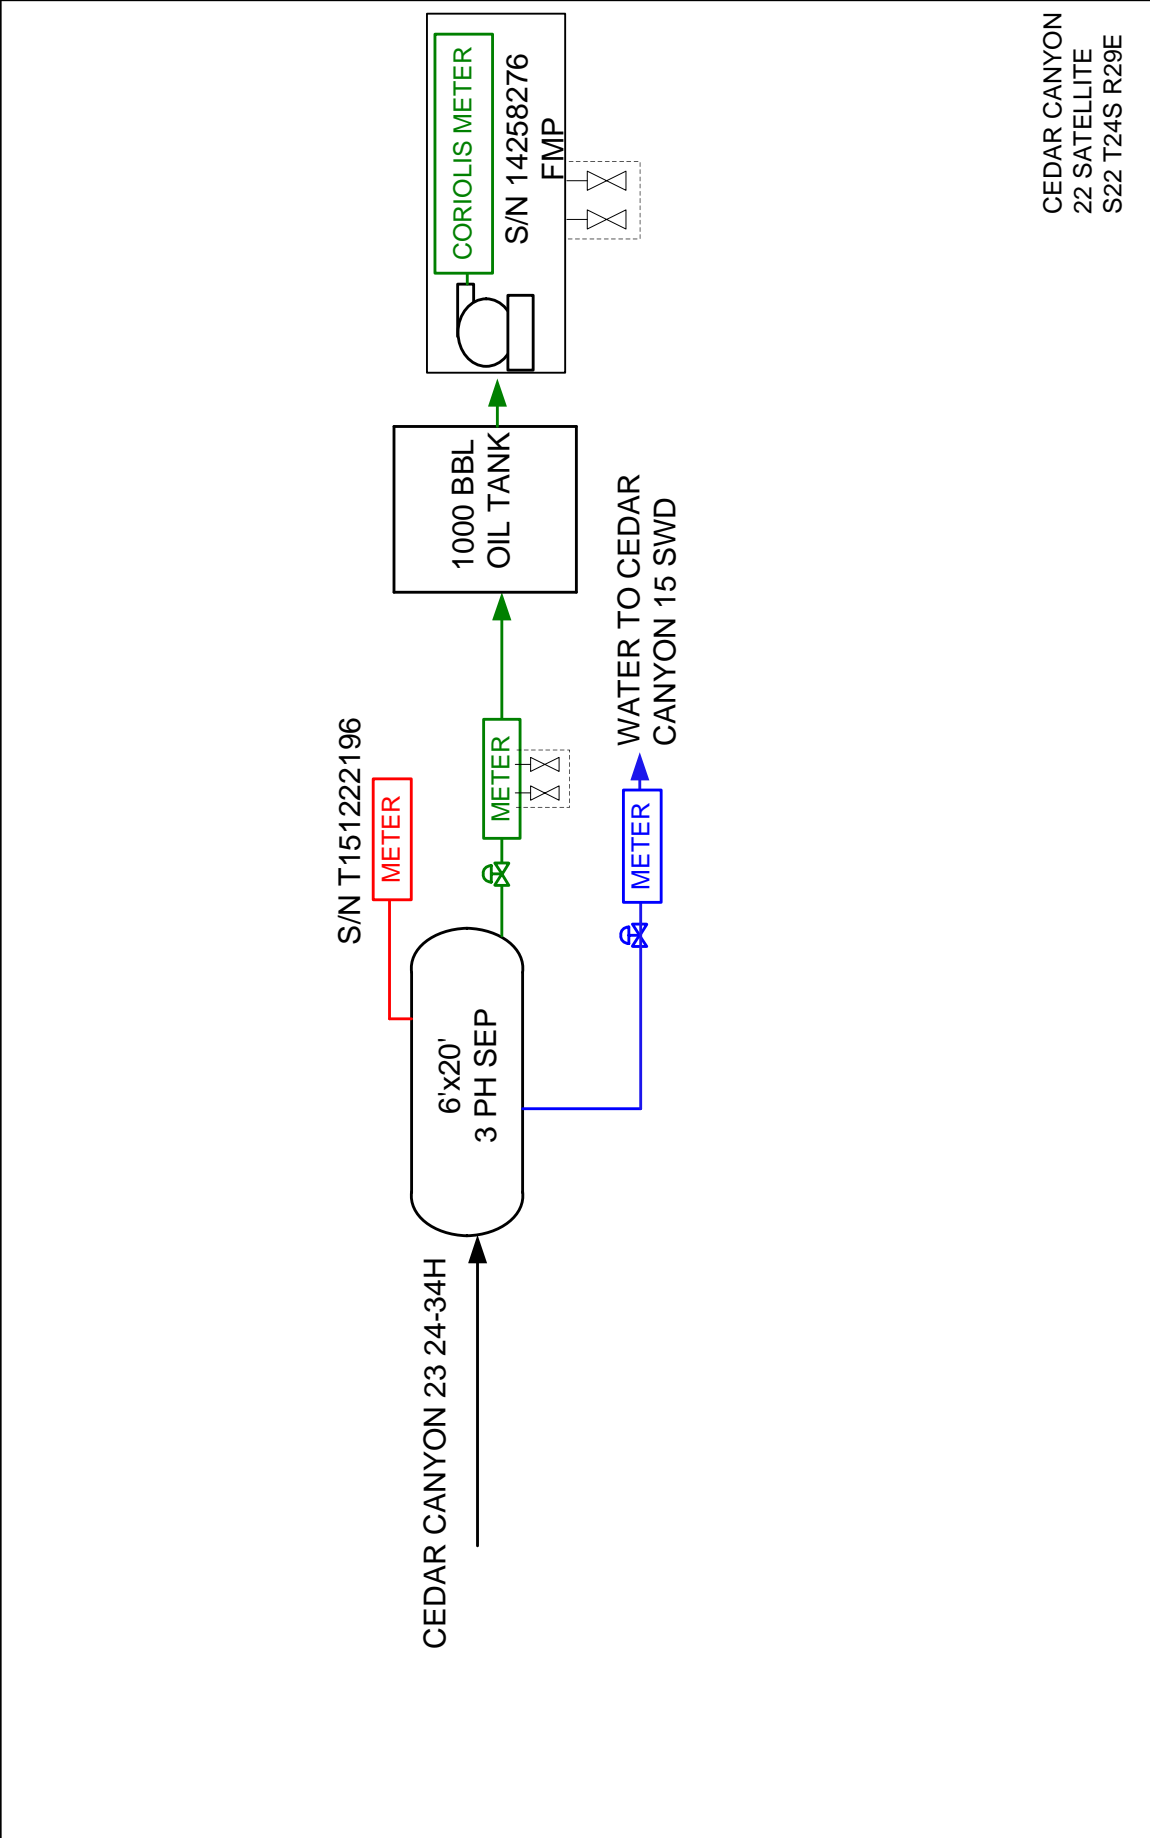 CEDAR CANYON 23 24-34H
6'x20'
3 PH SEP
S/N T151222196
METER
METER
METER
WATER TO CEDAR
CANYON 15 SWD
1000 BBL
OIL TANK
CORIOLIS METER
S/N 14258276
FMP
CEDAR CANYON
22 SATELLITE
S22 T24S R29E